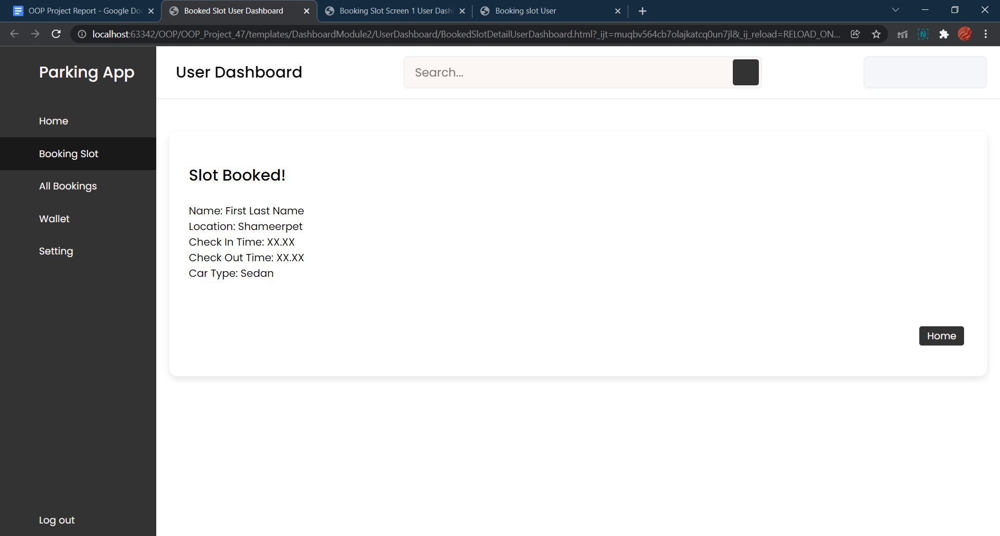 OOP Project Report - Google Do
Booked Slot User Dashboard
Booking Slot Screen 1 User Dash
Booking slot User
localhost:63342/OOP/OOP_Project_47/templates/DashboardModule2/UserDashboard/BookedSlotDetailUserDashboard.html?_ijt=muqbv564cb7olajkatcq0un7jl&_ij_reload=RELOAD_ON...
Parking App
User Dashboard
Search...
Home
Booking Slot
All Bookings
Wallet
Setting
Log out
Slot Booked!
Name: First Last Name
Location: Shameerpet
Check In Time: XX.XX
Check Out Time: XX.XX
Car Type: Sedan
Home